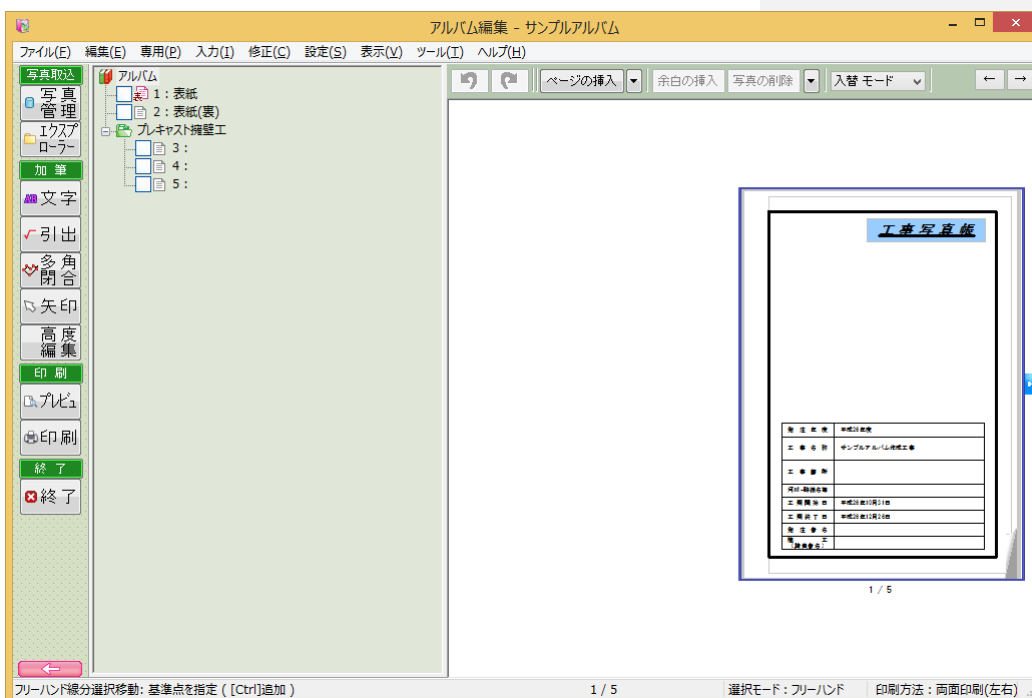 アルバム編集 - サンプルアルバム
ファイル(F) 編集(E) 専用(P) 入力(I) 修正(C) 設定(S) 表示(V) ツール(T) ヘルプ(H)
写真取込
写真
管理
エクスプ
ローラー
加 筆
文字
引出
多角
閉合
矢印
高度
編集
印 刷
プレビュ
印刷
終 了
終了
アルバム
表 1 : 表紙
2 : 表紙(裏)
プレキャスト擁壁工
3 :
4 :
5 :
ページの挿入 余白の挿入 写真の削除 入替 モード ← →
工事写真帳
発注年度 平成26年度
工事名称 サンプルアルバム作成工事
工事箇所
河川・路線名等
工期開始日 平成26年10月31日
工期終了日 平成26年12月26日
発注者名
1 / 5
フリーハンド線分選択移動: 基準点を指定 ( [Ctrl]追加 ) 1 / 5 選択モード : フリーハンド 印刷方法 : 両面印刷(左右)